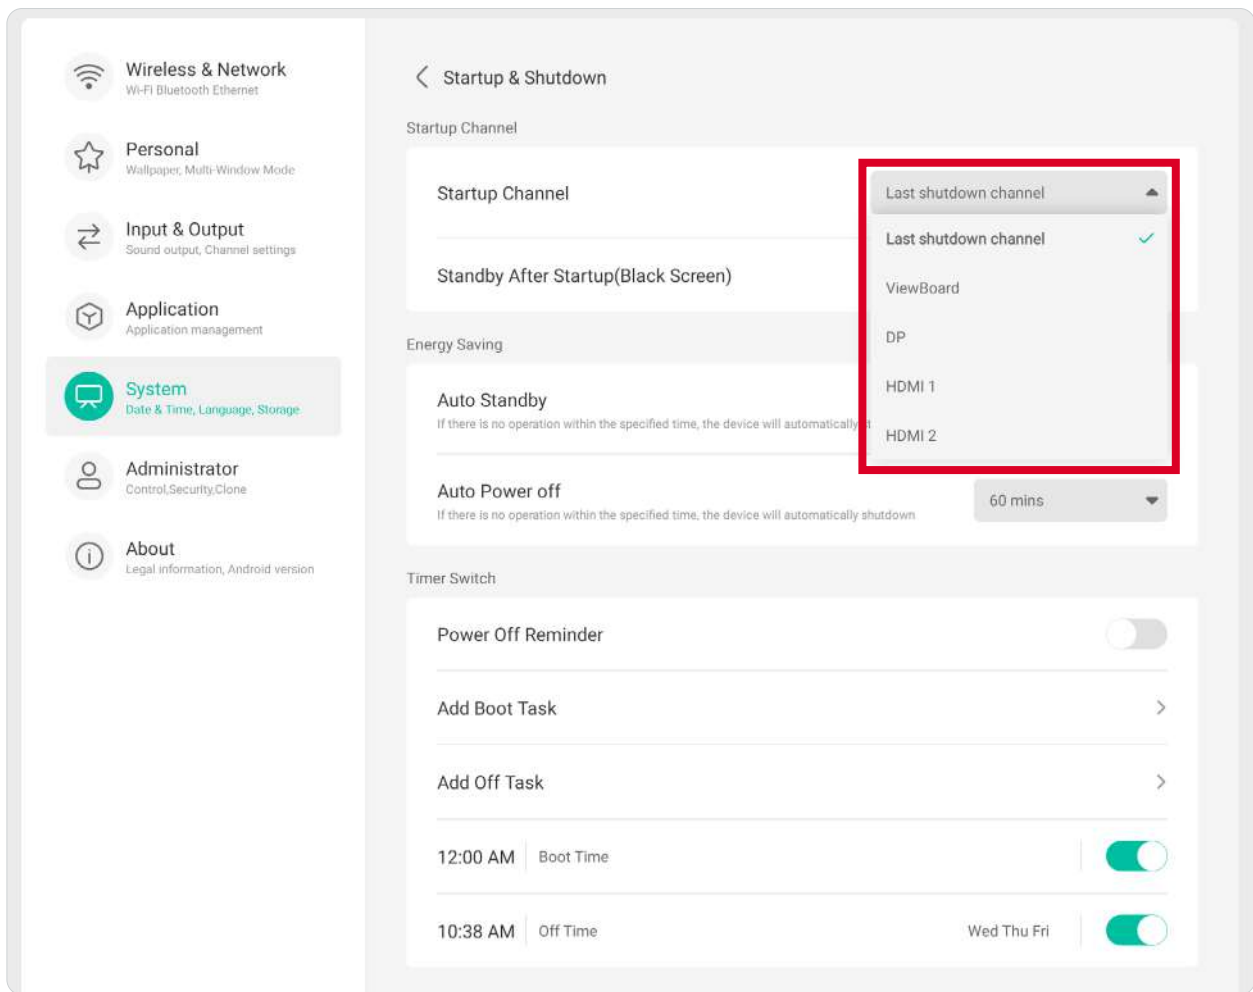 Wireless & Network
Wi-Fi Bluetooth Ethernet
Personal
Wallpaper, Multi-Window Mode
Input & Output
Sound output, Channel settings
Application
Application management
System
Date & Time, Language, Storage
Administrator
Control,Security,Clone
About
Legal information, Android version
Startup & Shutdown
Startup Channel
Startup Channel
Last shutdown channel
Last shutdown channel
ViewBoard
DP
HDMI 1
HDMI 2
Standby After Startup(Black Screen)
Energy Saving
Auto Standby
If there is no operation within the specified time, the device will automatically
Auto Power off
If there is no operation within the specified time, the device will automatically shutdown
60 mins
Timer Switch
Power Off Reminder
Add Boot Task
Add Off Task
12:00 AM Boot Time
10:38 AM Off Time Wed Thu Fri